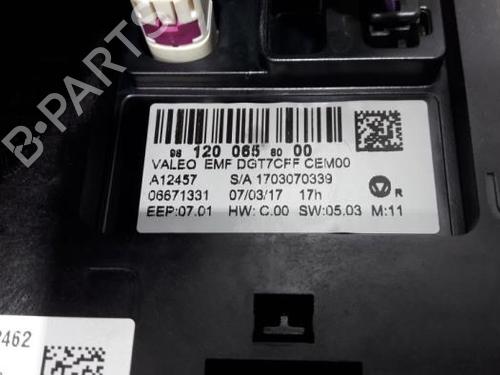 B-PARTS
98 120 065 80 00
VALEO EMF DGT7CFF CEM00
A12457 S/A 1703070339
06671331 07/03/17 17h
R
EEP:07.01 HW: C.00 SW:05.03 M:11
2462